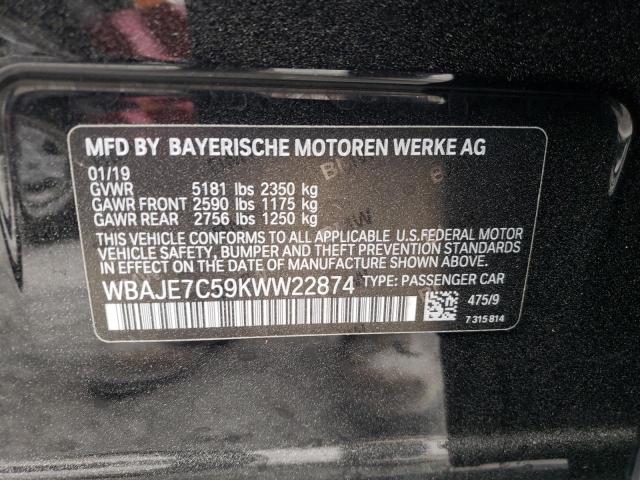 MFD BY BAYERISCHE MOTOREN WERKE AG
01/19
GVWR 5181 lbs 2350 kg
GAWR FRONT 2590 lbs 1175 kg
GAWR REAR 2756 lbs 1250 kg
THIS VEHICLE CONFORMS TO ALL APPLICABLE U.S.FEDERAL MOTOR
VEHICLE SAFETY, BUMPER AND THEFT PREVENTION STANDARDS
IN EFFECT ON THE DATE OF MANUFACTURE SHOWN ABOVE.
WBAJE7C59KWW22874 TYPE: PASSENGER CAR
475/9
7 315 814